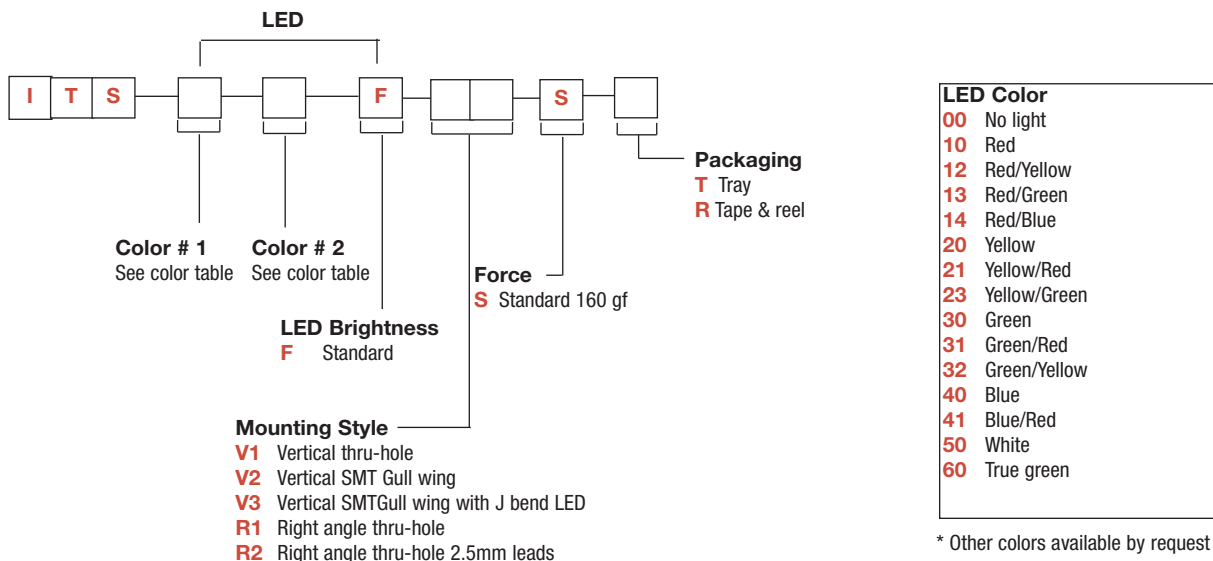 LED
I T S F S
Packaging
T Tray
R Tape & reel
Color # 1
See color table
Color # 2
See color table
Force
S Standard 160 gf
LED Brightness
F Standard
Mounting Style
V1 Vertical thru-hole
V2 Vertical SMT Gull wing
V3 Vertical SMTGull wing with J bend LED
R1 Right angle thru-hole
R2 Right angle thru-hole 2.5mm leads
LED Color
00 No light
10 Red
12 Red/Yellow
13 Red/Green
14 Red/Blue
20 Yellow
21 Yellow/Red
23 Yellow/Green
30 Green
31 Green/Red
32 Green/Yellow
40 Blue
41 Blue/Red
50 White
60 True green
* Other colors available by request